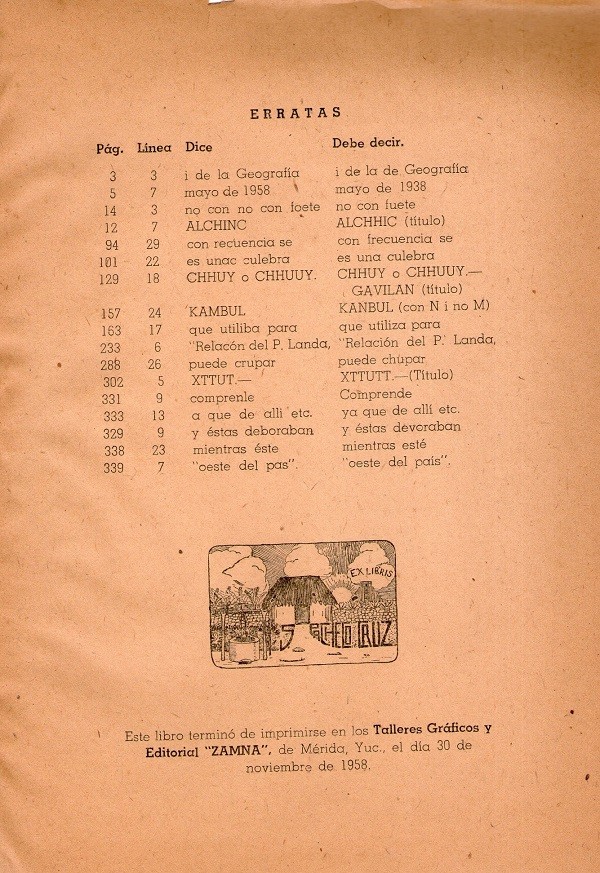 ERRATAS
Pág. Línea Dice Debe decir.
3 3 i de la Geografía i de la de Geografía
5 7 mayo de 1958 mayo de 1938
14 3 no con no con foete no con fuete
12 7 ALCHINC ALCHHIC (título)
94 29 con recuencia se con frecuencia se
101 22 es unac culebra es una culebra
129 18 CHHUY o CHHUUY. CHHUY o CHHUUY.—
GAVILAN (título)
157 24 KAMBUL KANBUL (con N i no M)
163 17 que utiliba para que utiliza para
233 6 "Relacón del P. Landa, "Relación del P. Landa,
288 26 puede crupar puede chupar
302 5 XTTUT.— XTTUTT.—(Título)
331 9 comprenle Comprende
333 13 a que de allí etc. ya que de allí etc.
329 9 y éstas deboraban y éstas devoraban
338 23 mientras éste mientras esté
339 7 "oeste del pas". "oeste del país".
EX LIBRIS
S PACHECO CRUZ
Este libro terminó de imprimirse en los Talleres Gráficos y
Editorial "ZAMNA", de Mérida, Yuc., el día 30 de
noviembre de 1958.